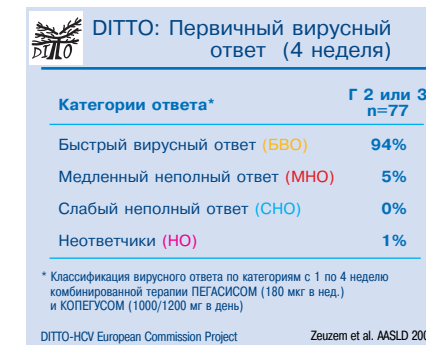 DITTO
DITTO: Первичный вирусный
ответ (4 неделя)
Категории ответа*
Г 2 или 3
n=77
Быстрый вирусный ответ (БВО) 94%
Медленный неполный ответ (МНО) 5%
Слабый неполный ответ (СНО) 0%
Неответчики (НО) 1%
* Классификация вирусного ответа по категориям с 1 по 4 неделю
комбинированной терапии ПЕГАСИСОМ (180 мкг в нед.)
и КОПЕГУСОМ (1000/1200 мг в день)
DITTO-HCV European Commission Project Zeuzem et al. AASLD